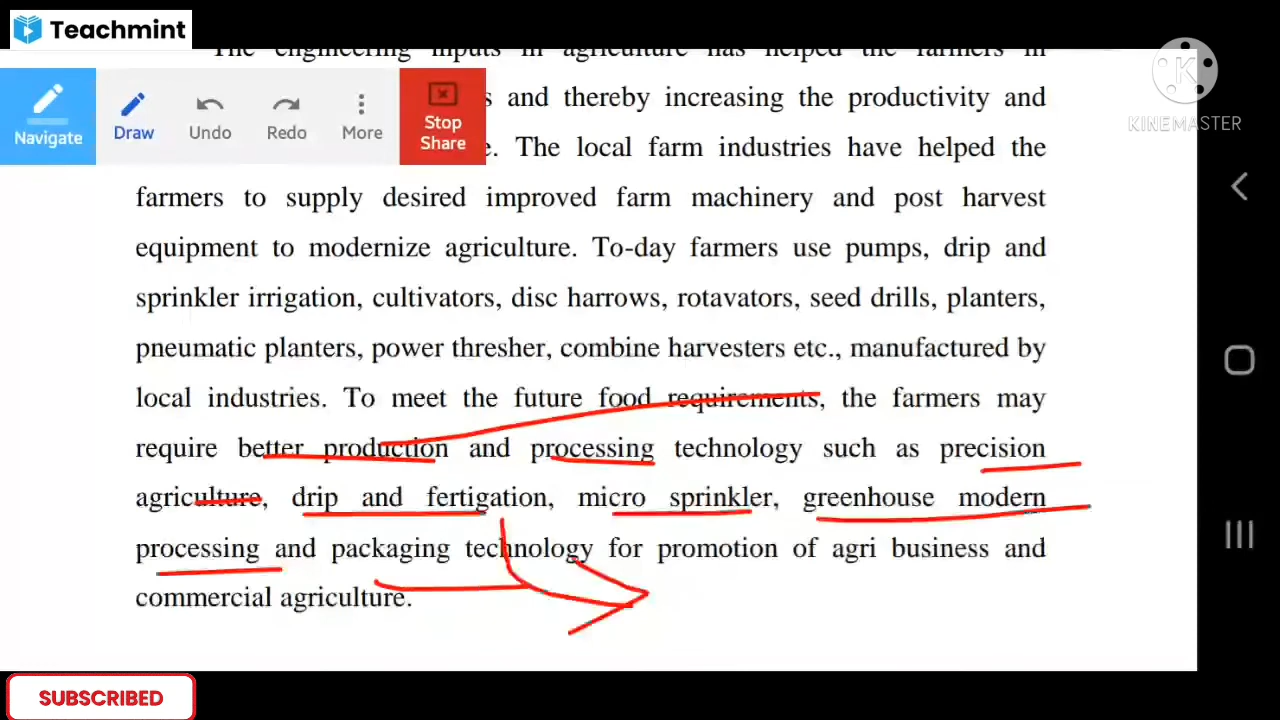 Teachmint
The engineering inputs in agriculture has helped the farmers in
Navigate
Draw
Undo
Redo
More
Stop
Share
s and thereby increasing the productivity and
e. The local farm industries have helped the
farmers to supply desired improved farm machinery and post harvest
equipment to modernize agriculture. To-day farmers use pumps, drip and
sprinkler irrigation, cultivators, disc harrows, rotavators, seed drills, planters,
pneumatic planters, power thresher, combine harvesters etc., manufactured by
local industries. To meet the future food requirements, the farmers may
require better production and processing technology such as precision
agriculture, drip and fertigation, micro sprinkler, greenhouse modern
processing and packaging technology for promotion of agri business and
commercial agriculture.
K
KINEMASTER
SUBSCRIBED